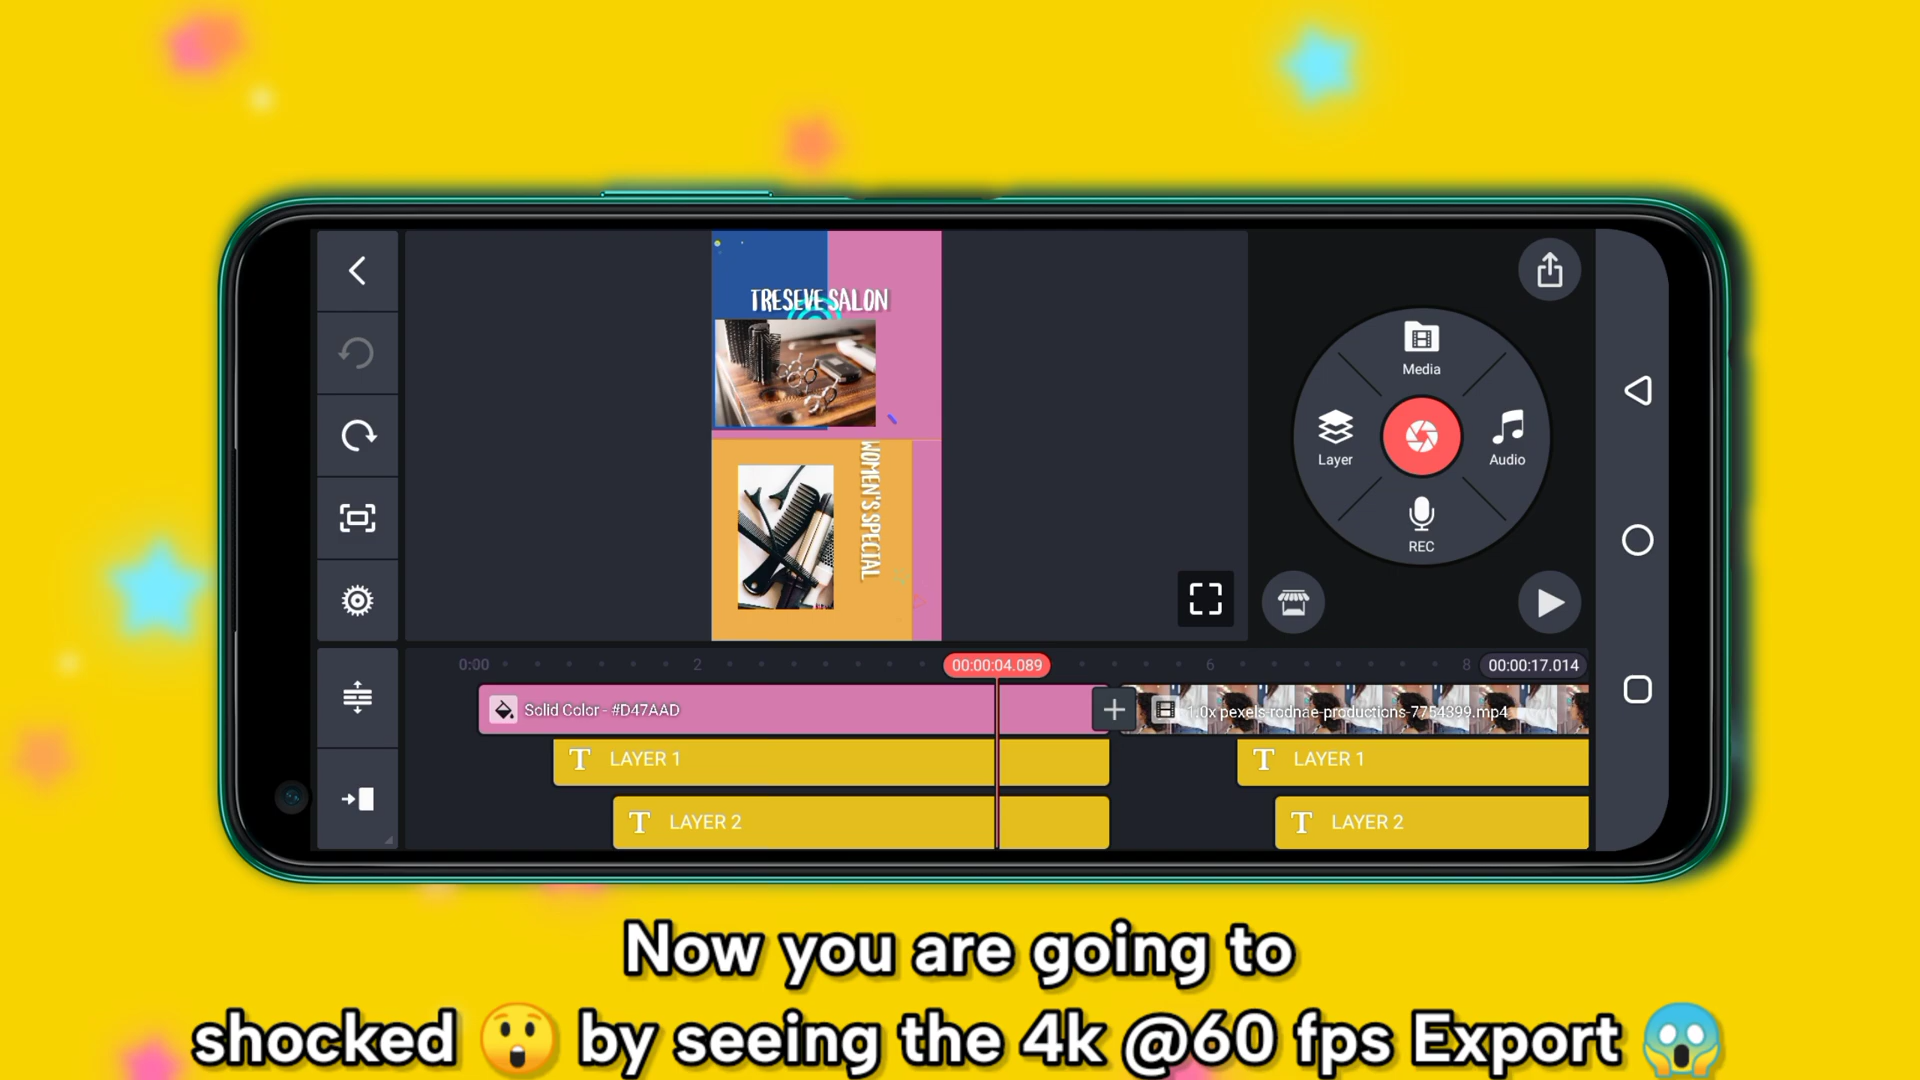 TRESEVE SALON
WOMEN'S SPECIAL
Media
Layer
Audio
REC
0:00
2
00:00:04.089
6
8
00:00:17.014
Solid Color - #D47AAD
1.0x pexels-rodnae-productions-7754399.mp4
T LAYER 1
T LAYER 1
T LAYER 2
T LAYER 2
Now you are going to
shocked 😲 by seeing the 4k @60 fps Export 😱